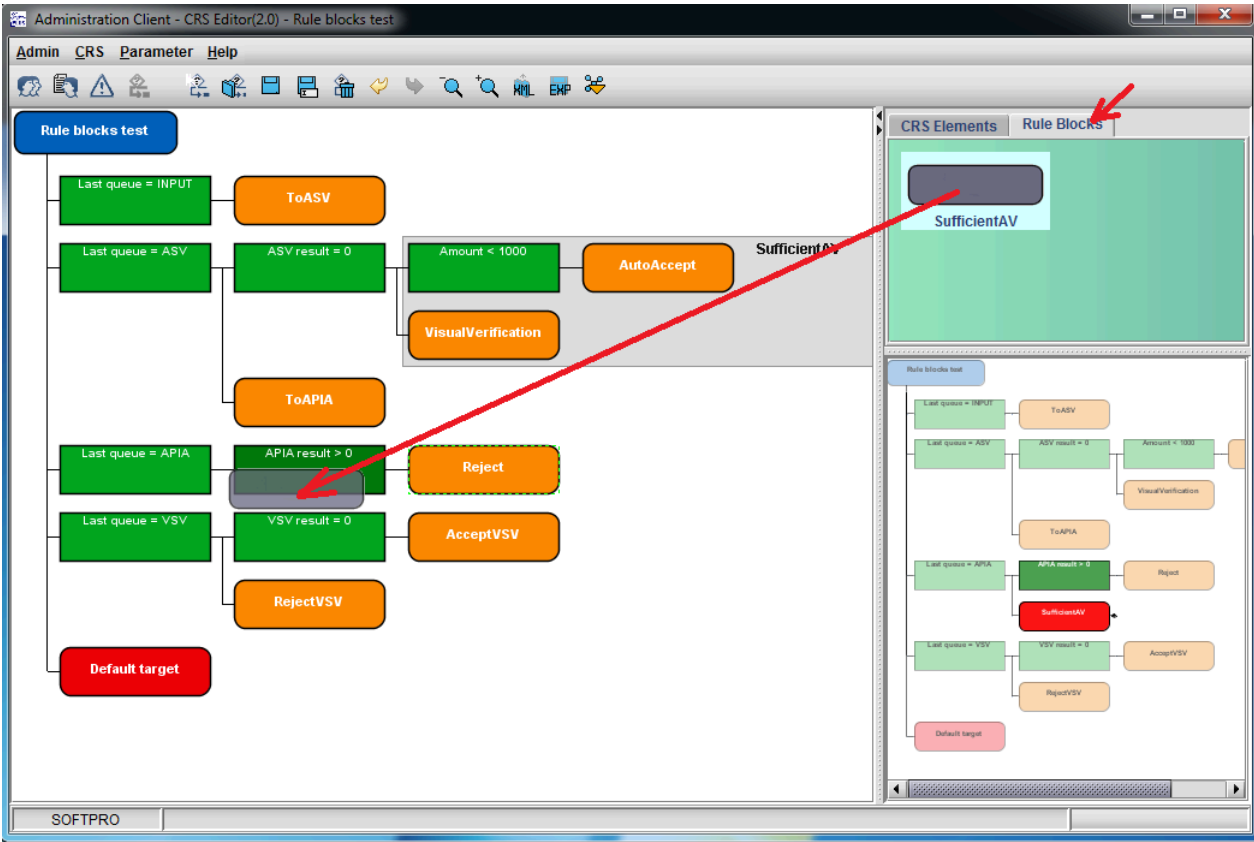 Administration Client - CRS Editor(2.0) - Rule blocks test
Admin CRS Parameter Help
XML EXP
Rule blocks test
Last queue = INPUT
ToASV
Last queue = ASV
ASV result = 0
Amount < 1000
AutoAccept
SufficientAV
VisualVerification
ToAPIA
Last queue = APIA
APIA result > 0
Reject
Last queue = VSV
VSV result = 0
AcceptVSV
RejectVSV
Default target
CRS Elements
Rule Blocks
SufficientAV
Rule blocks test
Last queue = INPUT
ToASV
Last queue = ASV
ASV result = 0
Amount < 1000
VisualVerification
ToAPIA
Last queue = APIA
APIA result > 0
Reject
SufficientAV
Last queue = VSV
VSV result = 0
AcceptVSV
RejectVSV
Default target
SOFTPRO